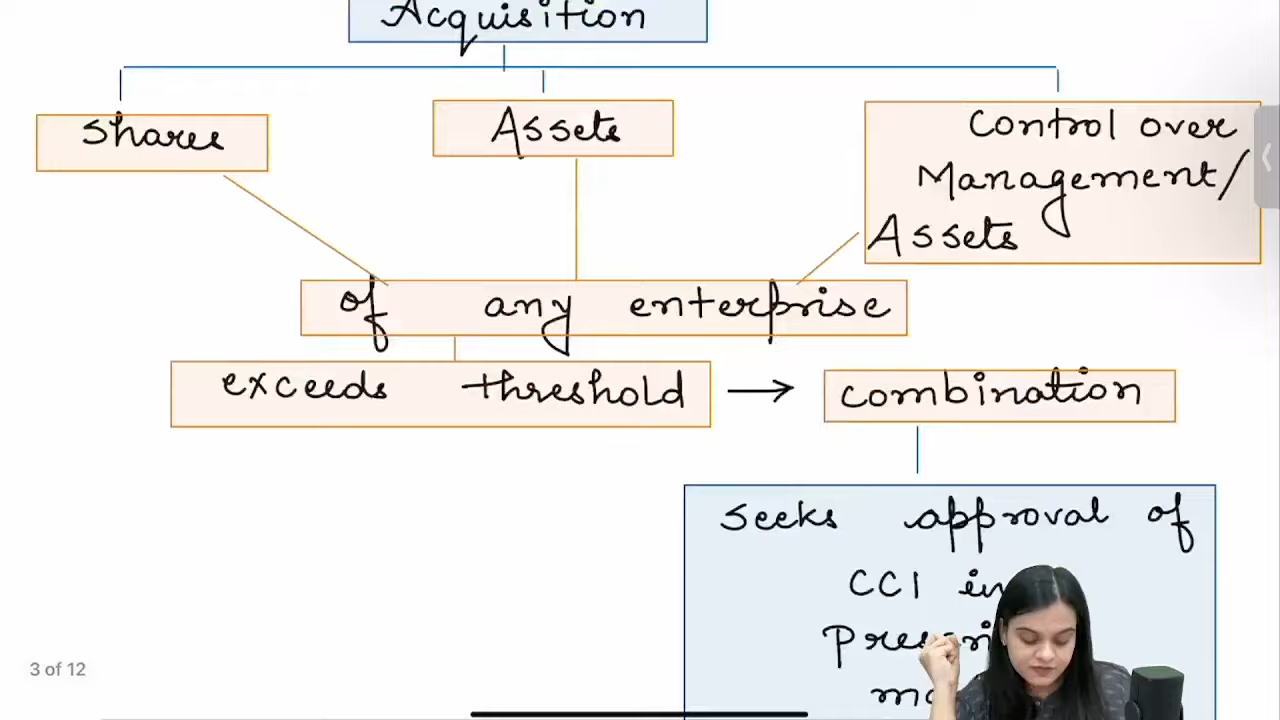 Acquisition
Shares
Assets
Control over
Management/
Assets
of any enterprise
exceeds threshold → combination
Seeks approval of
CCI in
3 of 12